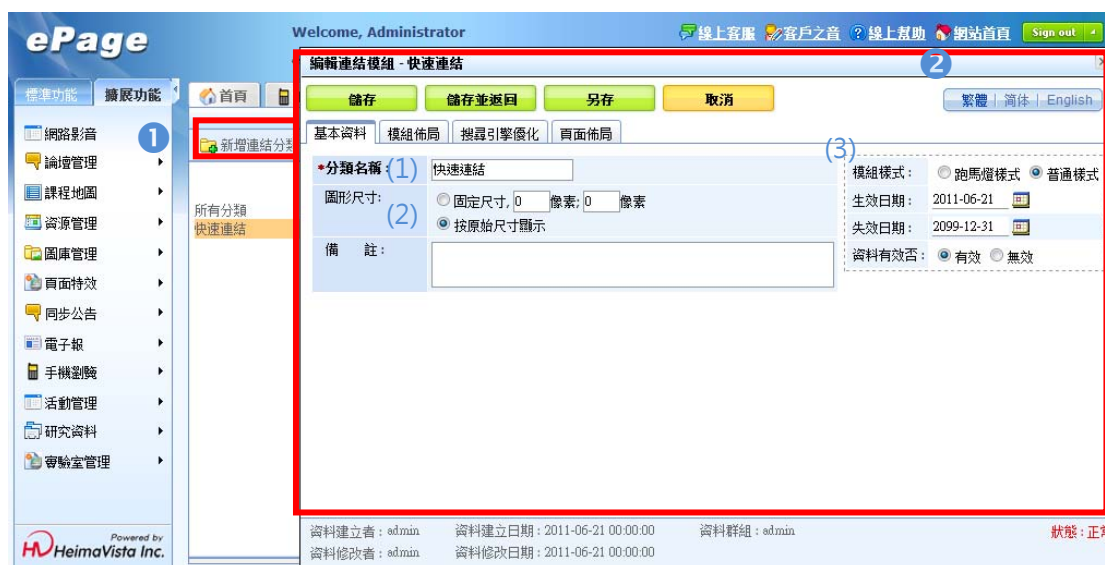 ePage
Welcome, Administrator
線上客服 客戶之音 線上幫助 網站首頁 Sign out
編輯連結模組 - 快速連結
2
標準功能 擴展功能
首頁
儲存 儲存並返回 另存 取消
繁體 | 简体 | English
網路影音
1
論壇管理
課程地圖
資源管理
圖庫管理
頁面特效
同步公告
電子報
手機瀏覽
活動管理
研究資料
實驗室管理
新增連結分類
所有分類
快速連結
基本資料 模組佈局 搜尋引擎優化 頁面佈局
*分類名稱: (1) 快速連結
圖形尺寸: (2) 固定尺寸, 0 像素; 0 像素
按原始尺寸顯示
備 註:
(3)
模組樣式: 跑馬燈樣式 普通樣式
生效日期: 2011-06-21
失效日期: 2099-12-31
資料有效否: 有效 無效
資料建立者: admin 資料建立日期: 2011-06-21 00:00:00 資料群組: admin 狀態: 正常
資料修改者: admin 資料修改日期: 2011-06-21 00:00:00
Powered by
HeimaVista Inc.